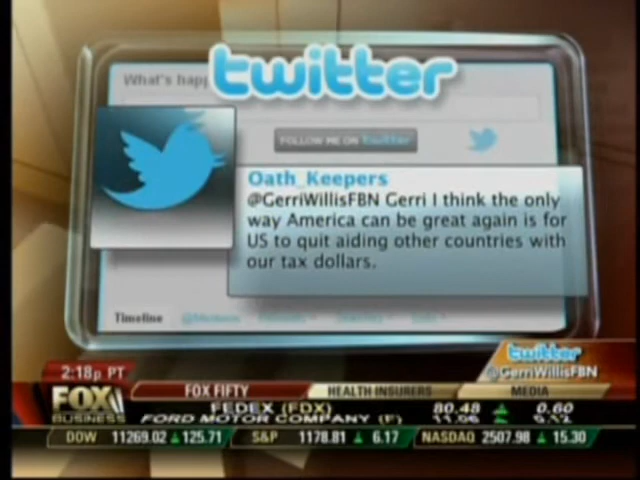 What's hap
twitter
FOLLOW ME ON twitter
Oath_Keepers
@GerriWillisFBN Gerri I think the only
way America can be great again is for
US to quit aiding other countries with
our tax dollars.
Timeline @Mentions
twitter
@GerriWillisFBN
2:18p PT
FOX BUSINESS
FOX FIFTY HEALTH INSURERS MEDIA
FEDEX (FDX) 80.48 ▲ 0.60
FORD MOTOR COMPANY (F)
DOW 11269.02 ▲ 125.71 S&P 1178.81 ▲ 6.17 NASDAQ 2507.98 ▲ 15.30